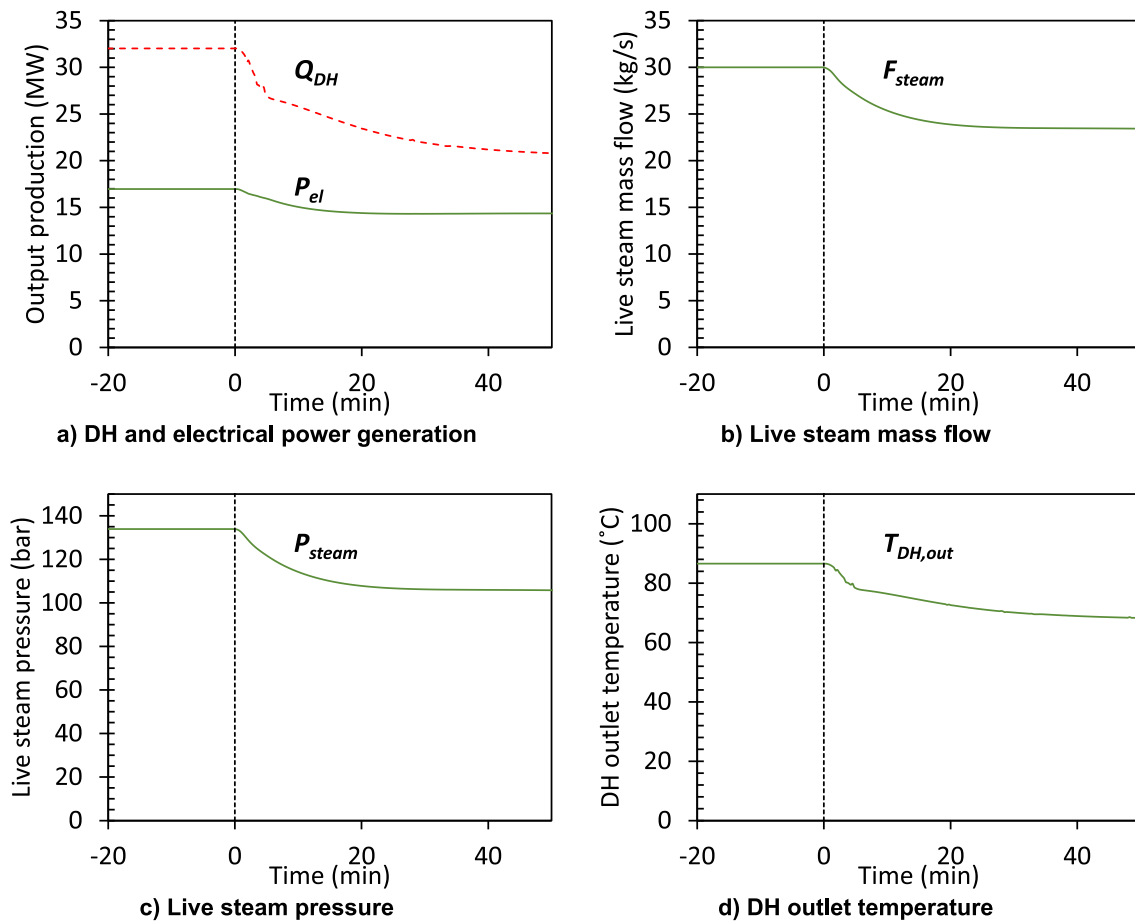 Output production (MW)
35
30
25
20
15
10
5
0
Q_DH
P_el
-20
0
20
40
Time (min)
a) DH and electrical power generation
Live steam mass flow (kg/s)
35
30
25
20
15
10
5
0
F_steam
-20
0
20
40
Time (min)
b) Live steam mass flow
Live steam pressure (bar)
140
120
100
80
60
40
20
0
P_steam
-20
0
20
40
Time (min)
c) Live steam pressure
DH outlet temperature (˚C)
100
80
60
40
20
0
T_DH,out
-20
0
20
40
Time (min)
d) DH outlet temperature